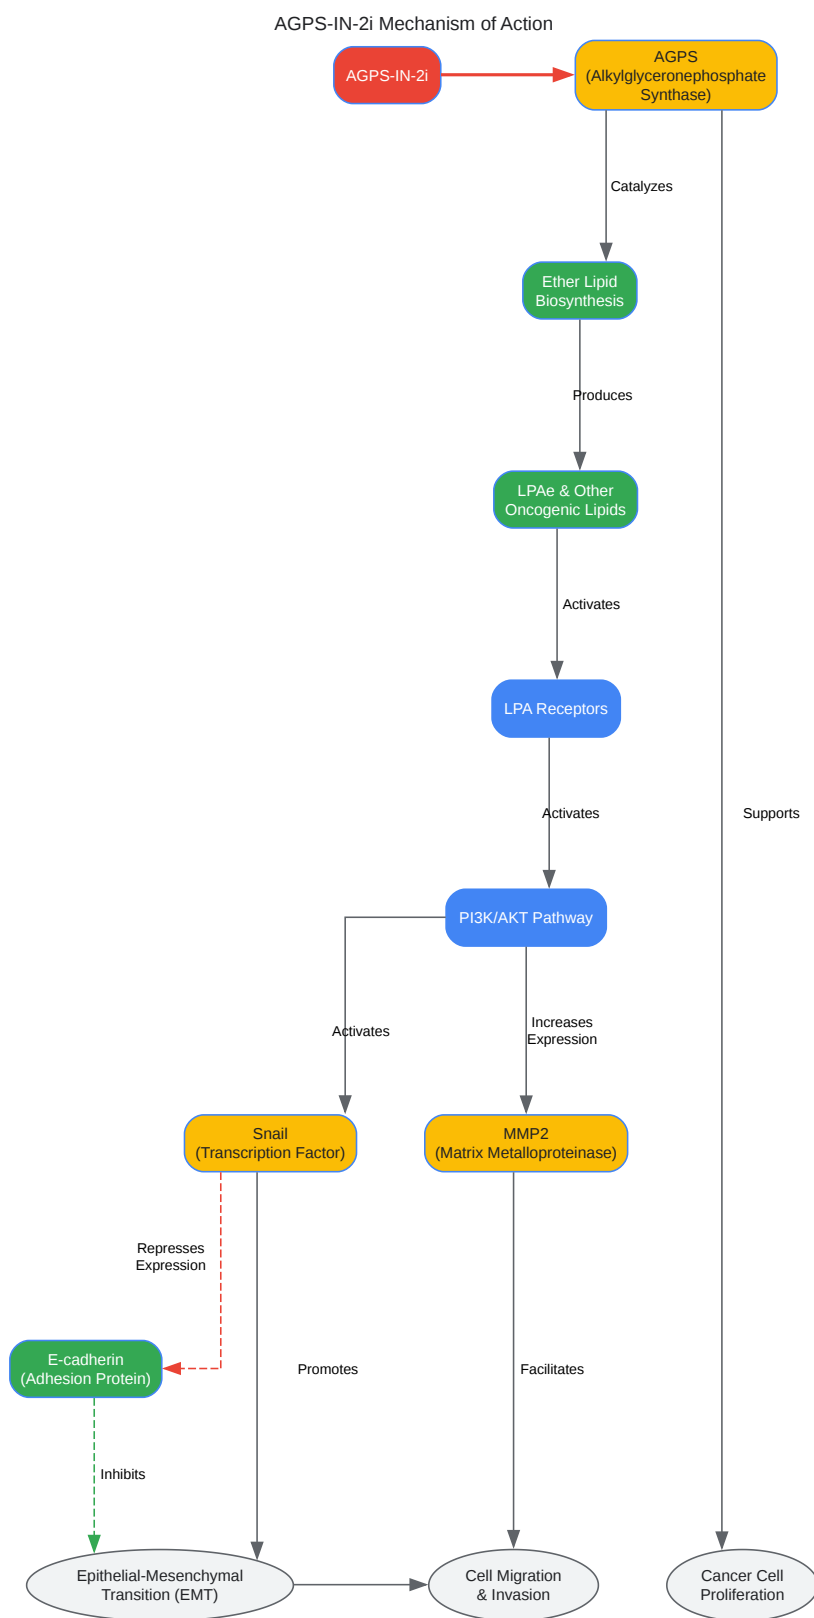 AGPS-IN-2i Mechanism of Action
AGPS-IN-2i
AGPS
(Alkylglyceronephosphate
Synthase)
Catalyzes
Ether Lipid
Biosynthesis
Produces
LPAe & Other
Oncogenic Lipids
Activates
LPA Receptors
Activates
Supports
PI3K/AKT Pathway
Activates
Increases
Expression
Snail
(Transcription Factor)
MMP2
(Matrix Metalloproteinase)
Represses
Expression
E-cadherin
(Adhesion Protein)
Promotes
Facilitates
Inhibits
Epithelial-Mesenchymal
Transition (EMT)
Cell Migration
& Invasion
Cancer Cell
Proliferation